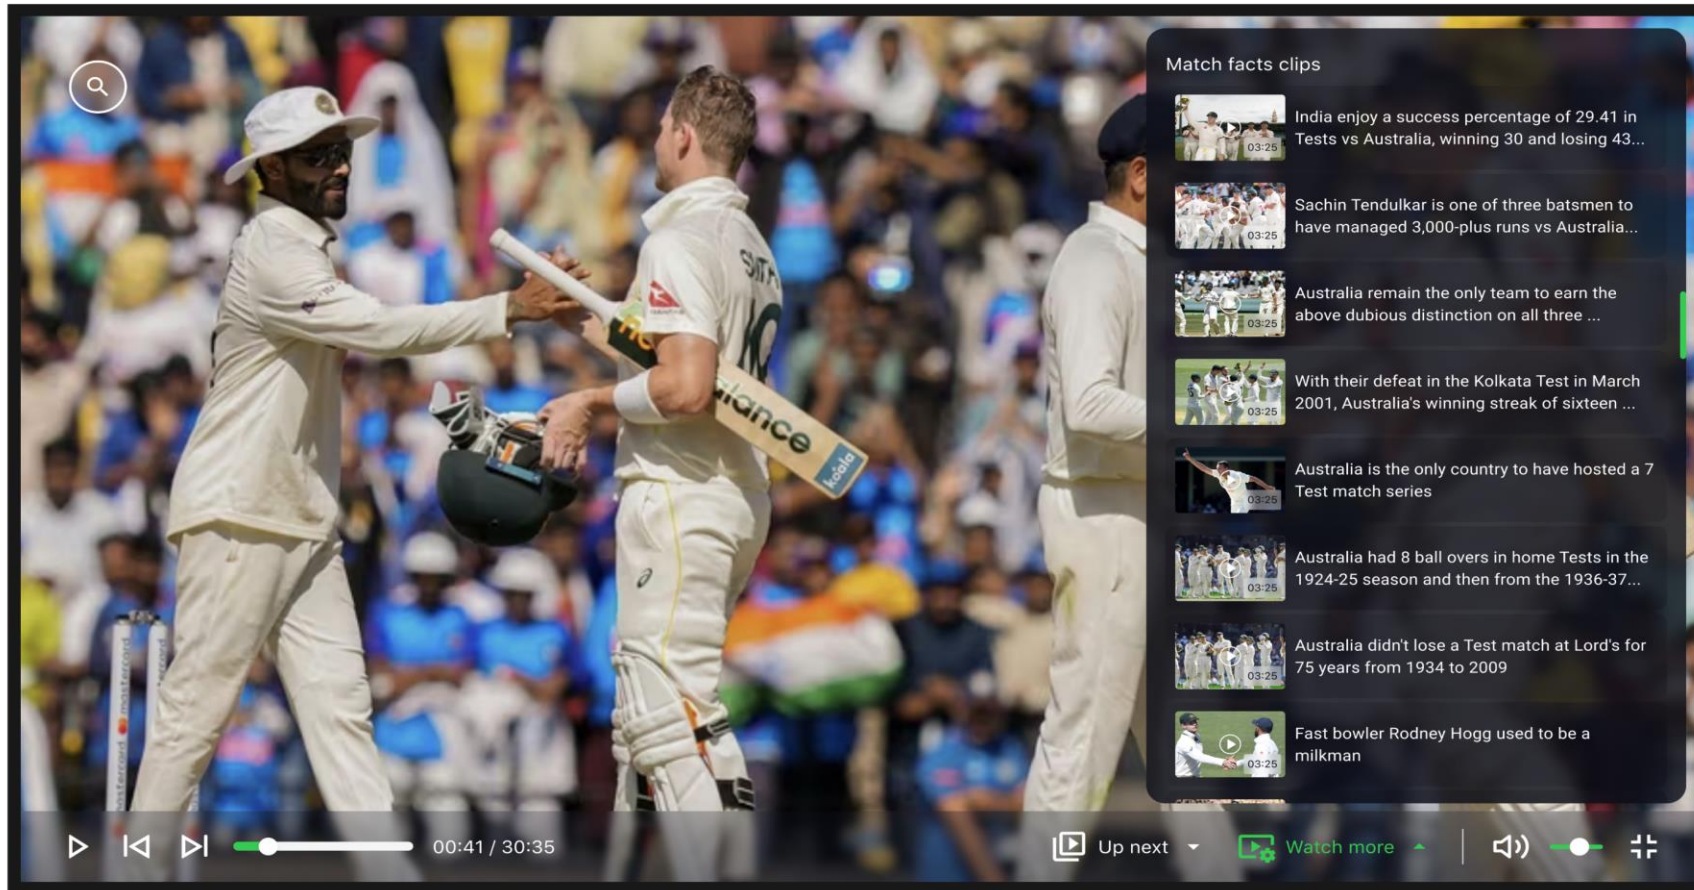 Match facts clips
India enjoy a success percentage of 29.41 in
Tests vs Australia, winning 30 and losing 43...
03:25
Sachin Tendulkar is one of three batsmen to
have managed 3,000-plus runs vs Australia...
03:25
Australia remain the only team to earn the
above dubious distinction on all three ...
03:25
With their defeat in the Kolkata Test in March
2001, Australia's winning streak of sixteen ...
03:25
Australia is the only country to have hosted a 7
Test match series
03:25
Australia had 8 ball overs in home Tests in the
1924-25 season and then from the 1936-37...
03:25
Australia didn't lose a Test match at Lord's for
75 years from 1934 to 2009
03:25
Fast bowler Rodney Hogg used to be a
milkman
03:25
alance
koala
mastercard
mastercard
00:41 / 30:35
Up next
Watch more